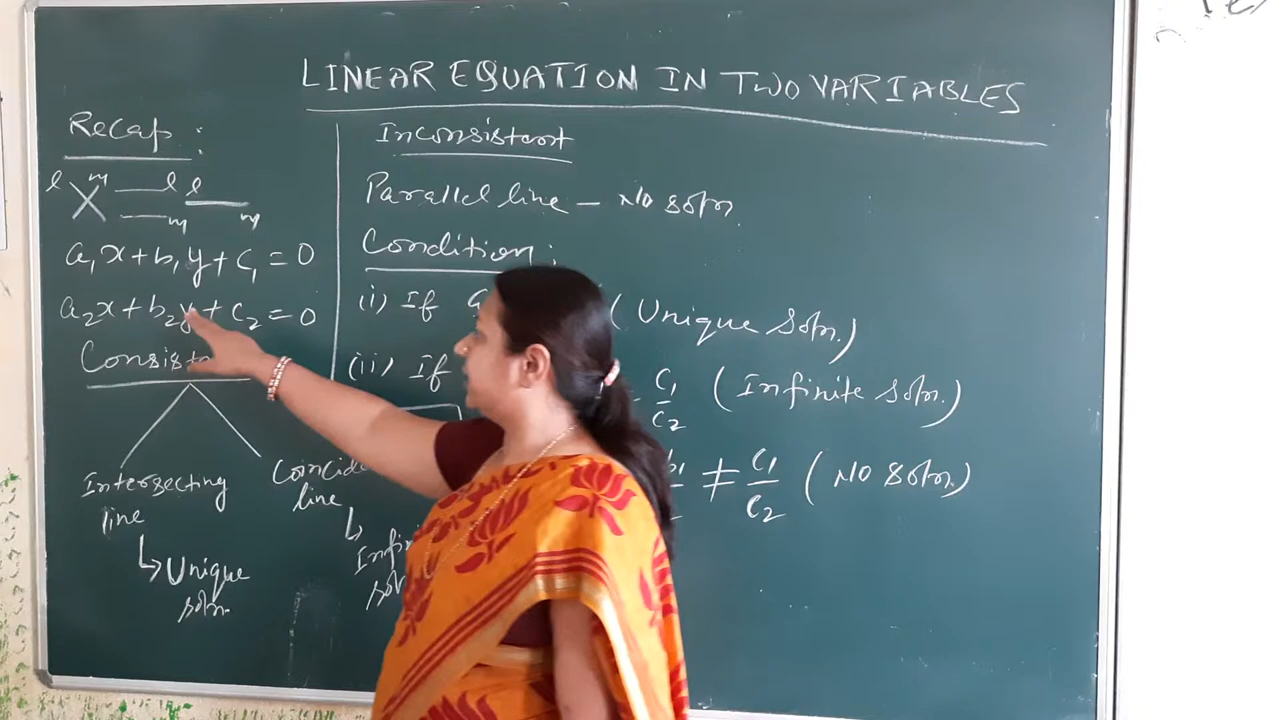 LINEAR EQUATION IN TWO VARIABLES
Recap :
l m l l
m m
a₁x + b₁y + c₁ = 0
a₂x + b₂y + c₂ = 0
Intersecting
line
Unique
soln.
line
Inconsistent
Parallel line – No soln.
Condition :
(i) If (Unique Soln.)
(ii) If = c₁/c₂ (Infinite Soln.)
≠ c₁/c₂ (No soln.)